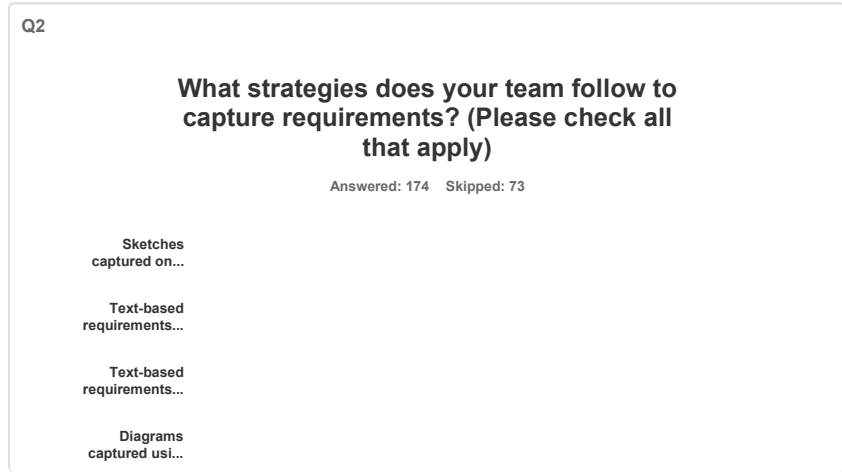 Q2
What strategies does your team follow to
capture requirements? (Please check all
that apply)
Answered: 174 Skipped: 73
Sketches
captured on...
Text-based
requirements...
Text-based
requirements...
Diagrams
captured usi...